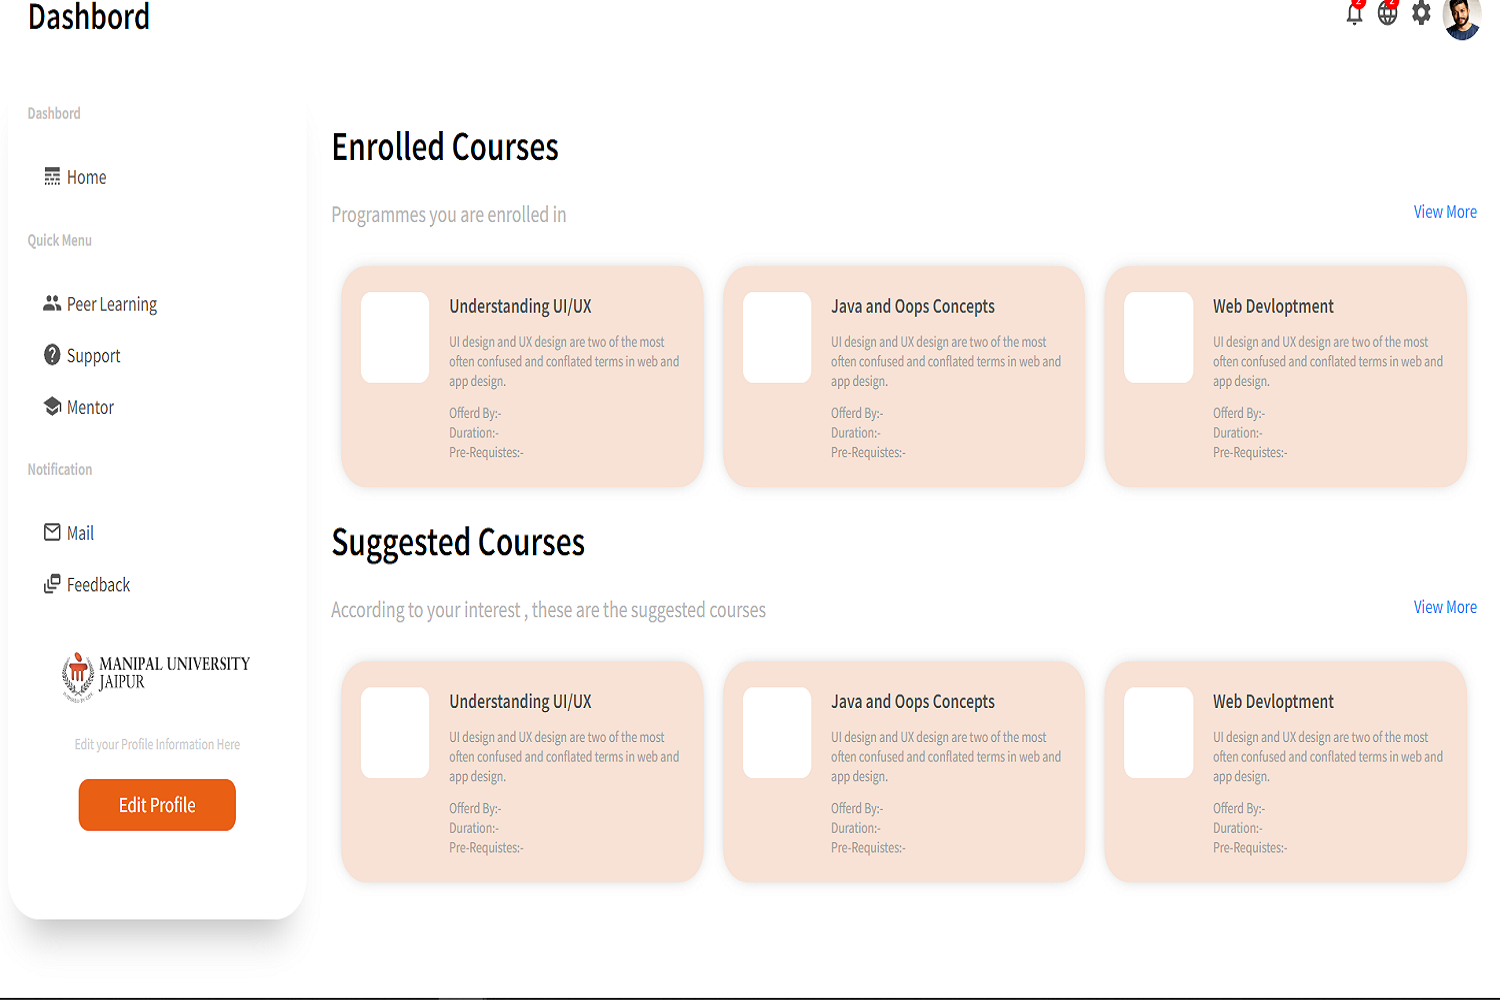 Dashbord
2
2
Dashbord
Home
Quick Menu
Peer Learning
Support
Mentor
Notification
Mail
Feedback
MANIPAL UNIVERSITY
JAIPUR
Edit your Profile Information Here
Edit Profile
Enrolled Courses
Programmes you are enrolled in
View More
Understanding UI/UX
UI design and UX design are two of the most
often confused and conflated terms in web and
app design.
Offerd By:-
Duration:-
Pre-Requistes:-
Java and Oops Concepts
UI design and UX design are two of the most
often confused and conflated terms in web and
app design.
Offerd By:-
Duration:-
Pre-Requistes:-
Web Devloptment
UI design and UX design are two of the most
often confused and conflated terms in web and
app design.
Offerd By:-
Duration:-
Pre-Requistes:-
Suggested Courses
According to your interest , these are the suggested courses
View More
Understanding UI/UX
UI design and UX design are two of the most
often confused and conflated terms in web and
app design.
Offerd By:-
Duration:-
Pre-Requistes:-
Java and Oops Concepts
UI design and UX design are two of the most
often confused and conflated terms in web and
app design.
Offerd By:-
Duration:-
Pre-Requistes:-
Web Devloptment
UI design and UX design are two of the most
often confused and conflated terms in web and
app design.
Offerd By:-
Duration:-
Pre-Requistes:-